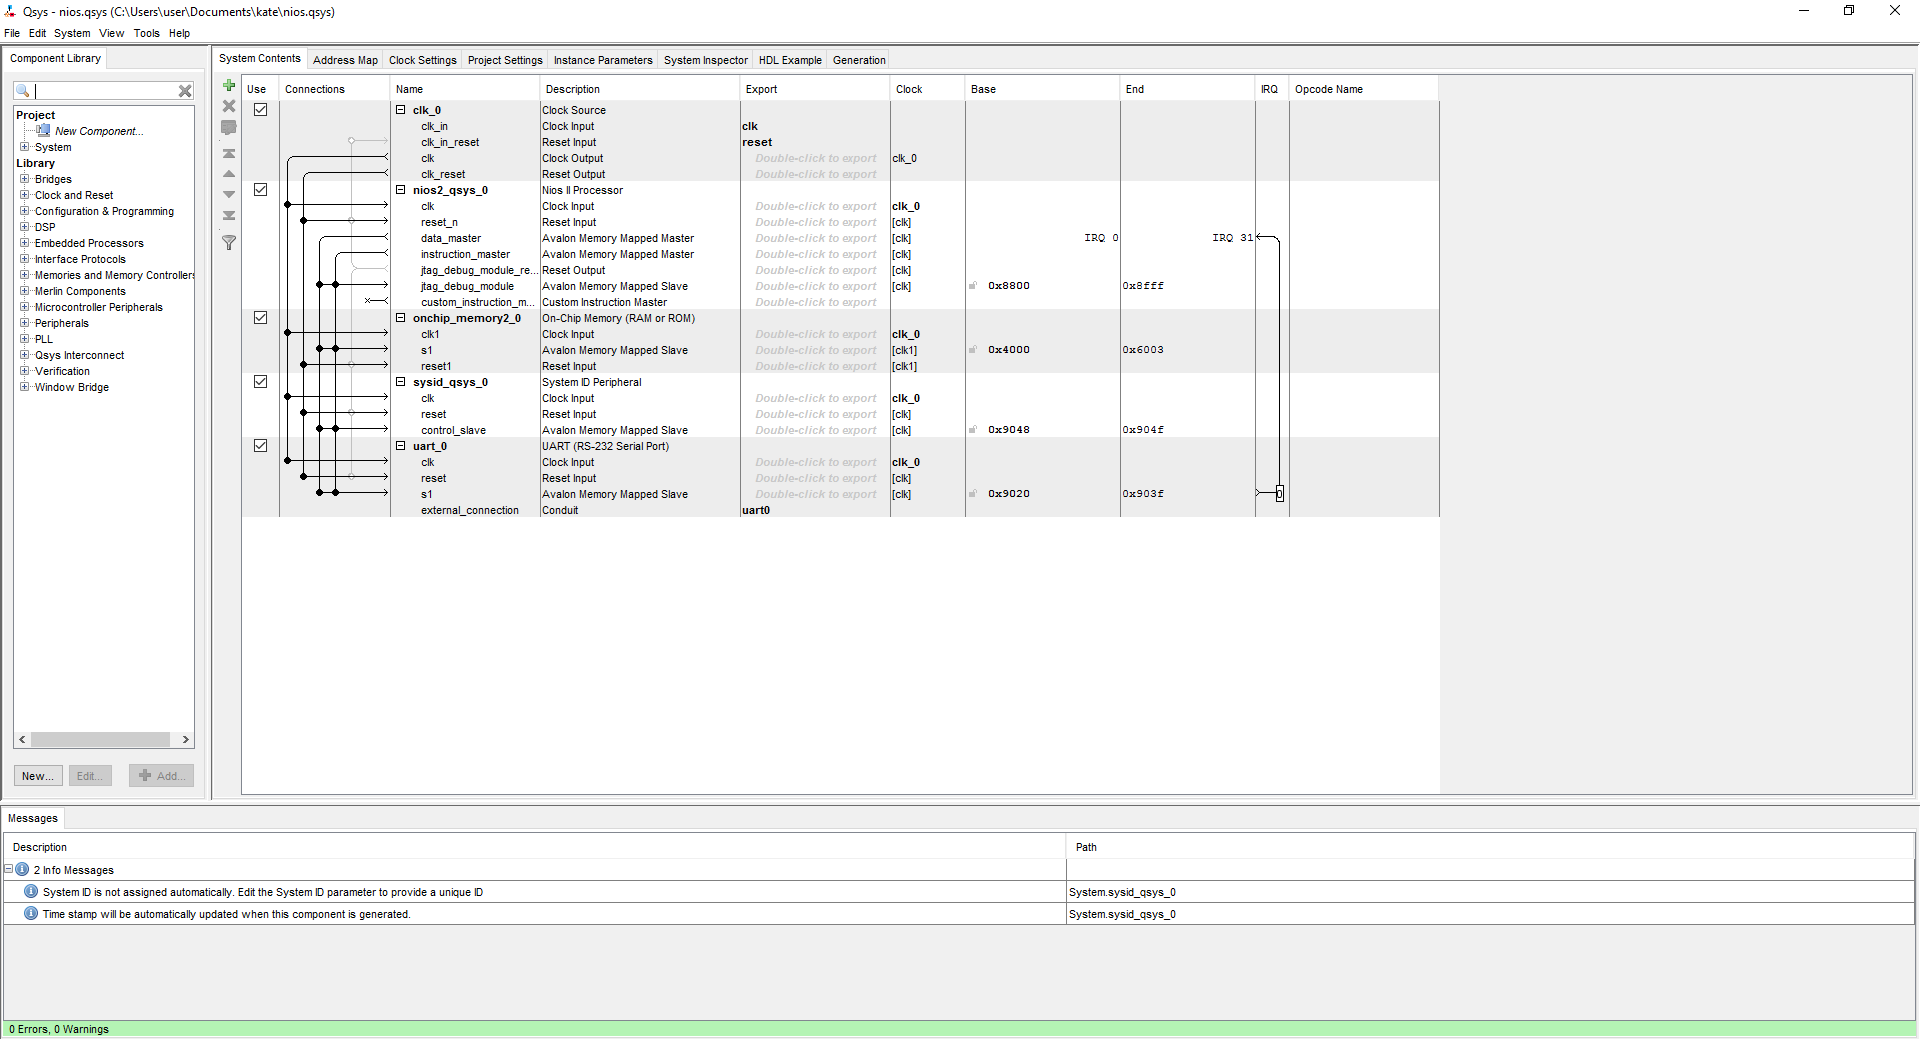 Qsys - nios.qsys (C:\Users\user\Documents\kate\nios.qsys)
File Edit System View Tools Help
Component Library
Project
New Component...
System
Library
Bridges
Clock and Reset
Configuration & Programming
DSP
Embedded Processors
Interface Protocols
Memories and Memory Controllers
Merlin Components
Microcontroller Peripherals
Peripherals
PLL
Qsys Interconnect
Verification
Window Bridge
New... Edit... Add...
System Contents Address Map Clock Settings Project Settings Instance Parameters System Inspector HDL Example Generation
Use Connections Name Description Export Clock Base End IRQ Opcode Name
clk_0 Clock Source
clk_in Clock Input clk
clk_in_reset Reset Input reset
clk Clock Output Double-click to export clk_0
clk_reset Reset Output Double-click to export
nios2_qsys_0 Nios II Processor
clk Clock Input Double-click to export clk_0
reset_n Reset Input Double-click to export [clk]
data_master Avalon Memory Mapped Master Double-click to export [clk] IRQ 0 IRQ 31
instruction_master Avalon Memory Mapped Master Double-click to export [clk]
jtag_debug_module_re... Reset Output Double-click to export [clk]
jtag_debug_module Avalon Memory Mapped Slave Double-click to export [clk] 0x8800 0x8fff
custom_instruction_m... Custom Instruction Master Double-click to export
onchip_memory2_0 On-Chip Memory (RAM or ROM)
clk1 Clock Input Double-click to export clk_0
s1 Avalon Memory Mapped Slave Double-click to export [clk1] 0x4000 0x6003
reset1 Reset Input Double-click to export [clk1]
sysid_qsys_0 System ID Peripheral
clk Clock Input Double-click to export clk_0
reset Reset Input Double-click to export [clk]
control_slave Avalon Memory Mapped Slave Double-click to export [clk] 0x9048 0x904f
uart_0 UART (RS-232 Serial Port)
clk Clock Input Double-click to export clk_0
reset Reset Input Double-click to export [clk]
s1 Avalon Memory Mapped Slave Double-click to export [clk] 0x9020 0x903f 0
external_connection Conduit uart0
Messages
Description Path
2 Info Messages
System ID is not assigned automatically. Edit the System ID parameter to provide a unique ID System.sysid_qsys_0
Time stamp will be automatically updated when this component is generated. System.sysid_qsys_0
0 Errors, 0 Warnings